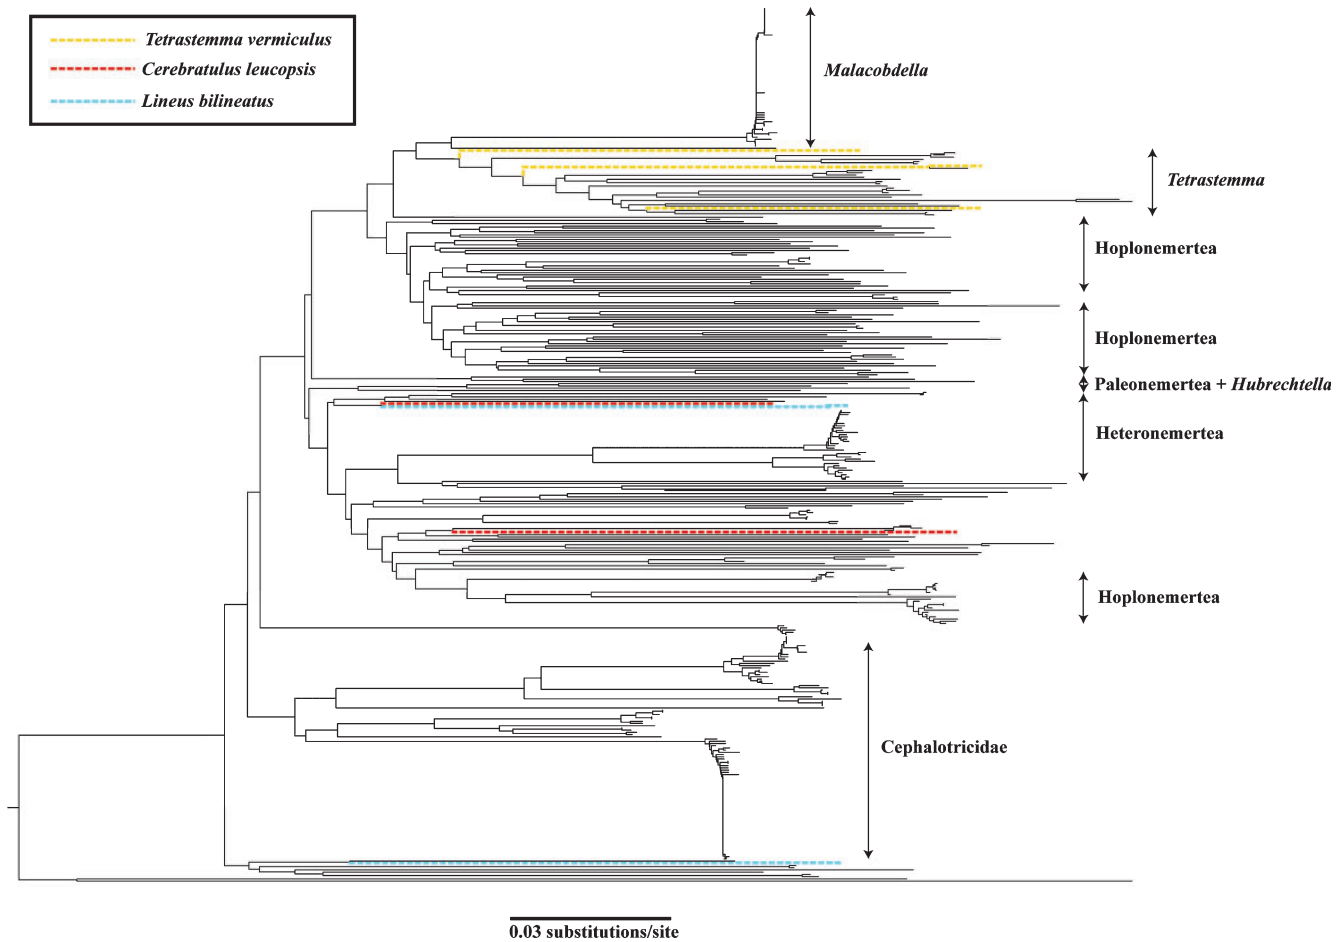 Tetrastemma vermiculus
Cerebratulus leucopsis
Lineus bilineatus
Malacobdella
Tetrastemma
Hoplonemertea
Hoplonemertea
Paleonemertea + Hubrechtella
Heteronemertea
Hoplonemertea
Cephalotricidae
0.03 substitutions/site